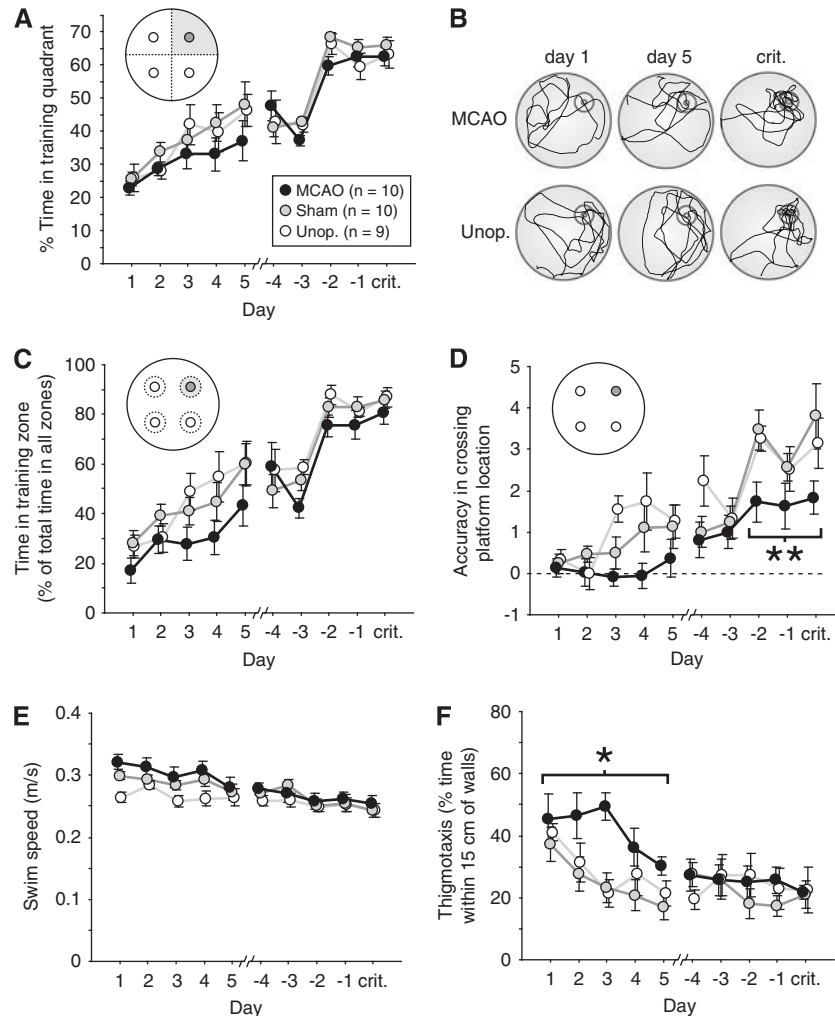 A
% Time in training quadrant
70
60
50
40
30
20
10
0
MCAO (n = 10)
Sham (n = 10)
Unop. (n = 9)
1 2 3 4 5 -4 -3 -2 -1 crit.
Day
B
day 1 day 5 crit.
MCAO
Unop.
C
Time in training zone
(% of total time in all zones)
100
80
60
40
20
0
1 2 3 4 5 -4 -3 -2 -1 crit.
Day
D
Accuracy in crossing
platform location
5
4
3
2
1
0
-1
**
1 2 3 4 5 -4 -3 -2 -1 crit.
Day
E
Swim speed (m/s)
0.4
0.3
0.2
0.1
0
1 2 3 4 5 -4 -3 -2 -1 crit.
Day
F
Thigmotaxis (% time
within 15 cm of walls)
80
60
40
20
0
*
1 2 3 4 5 -4 -3 -2 -1 crit.
Day